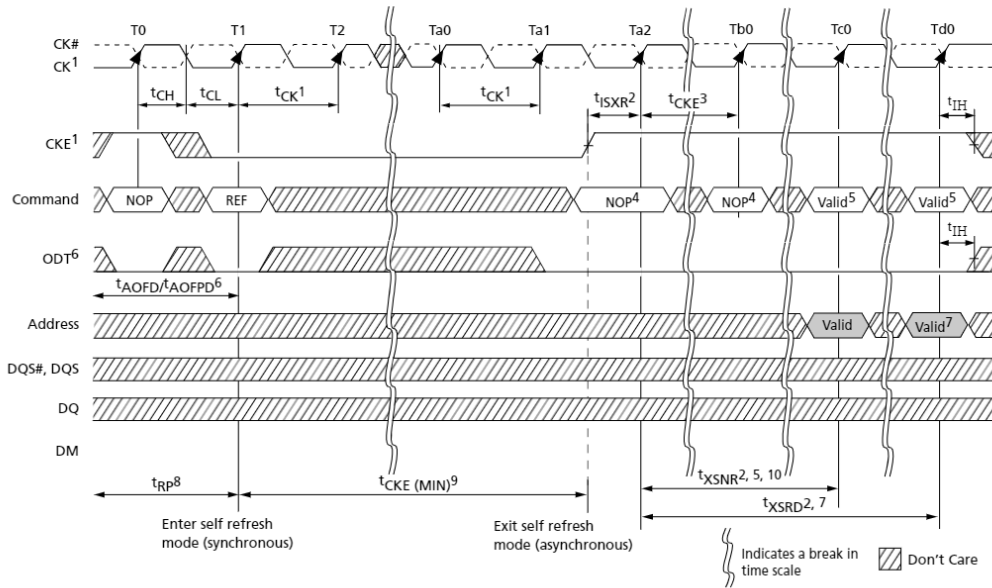 T0 T1 T2 Ta0 Ta1 Ta2 Tb0 Tc0 Td0
CK#
CK1
tCH tCL tCK1 tCK1 tISXR2 tCKE3 tIH
CKE1
Command NOP REF NOP4 NOP4 Valid5 Valid5
tIH
ODT6
tAOFD/tAOFPD6
Address Valid Valid7
DQS#, DQS
DQ
DM
tRP8 tCKE (MIN)9 tXSNR2, 5, 10
tXSRD2, 7
Enter self refresh
mode (synchronous)
Exit self refresh
mode (asynchronous)
Indicates a break in
time scale
Don't Care